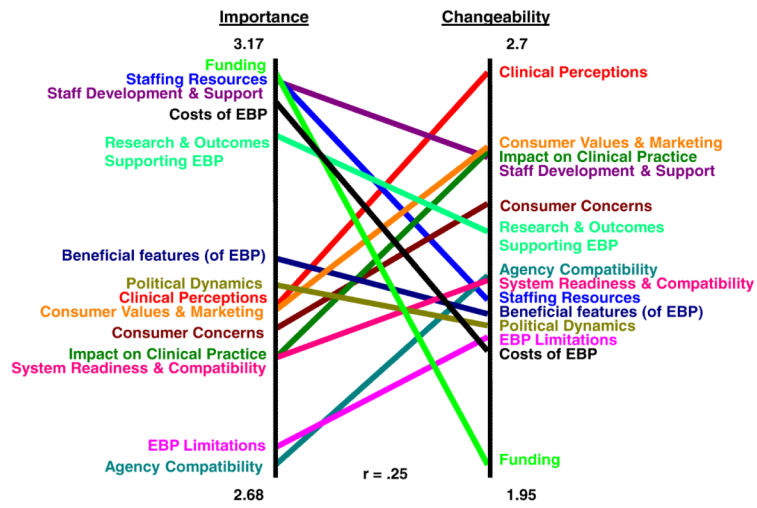 Importance
Changeability
3.17
2.7
Funding
Staffing Resources
Staff Development & Support
Costs of EBP
Research & Outcomes
Supporting EBP
Beneficial features (of EBP)
Political Dynamics
Clinical Perceptions
Consumer Values & Marketing
Consumer Concerns
Impact on Clinical Practice
System Readiness & Compatibility
EBP Limitations
Agency Compatibility
2.68
r = .25
Clinical Perceptions
Consumer Values & Marketing
Impact on Clinical Practice
Staff Development & Support
Consumer Concerns
Research & Outcomes
Supporting EBP
Agency Compatibility
System Readiness & Compatibility
Staffing Resources
Beneficial features (of EBP)
Political Dynamics
EBP Limitations
Costs of EBP
Funding
1.95